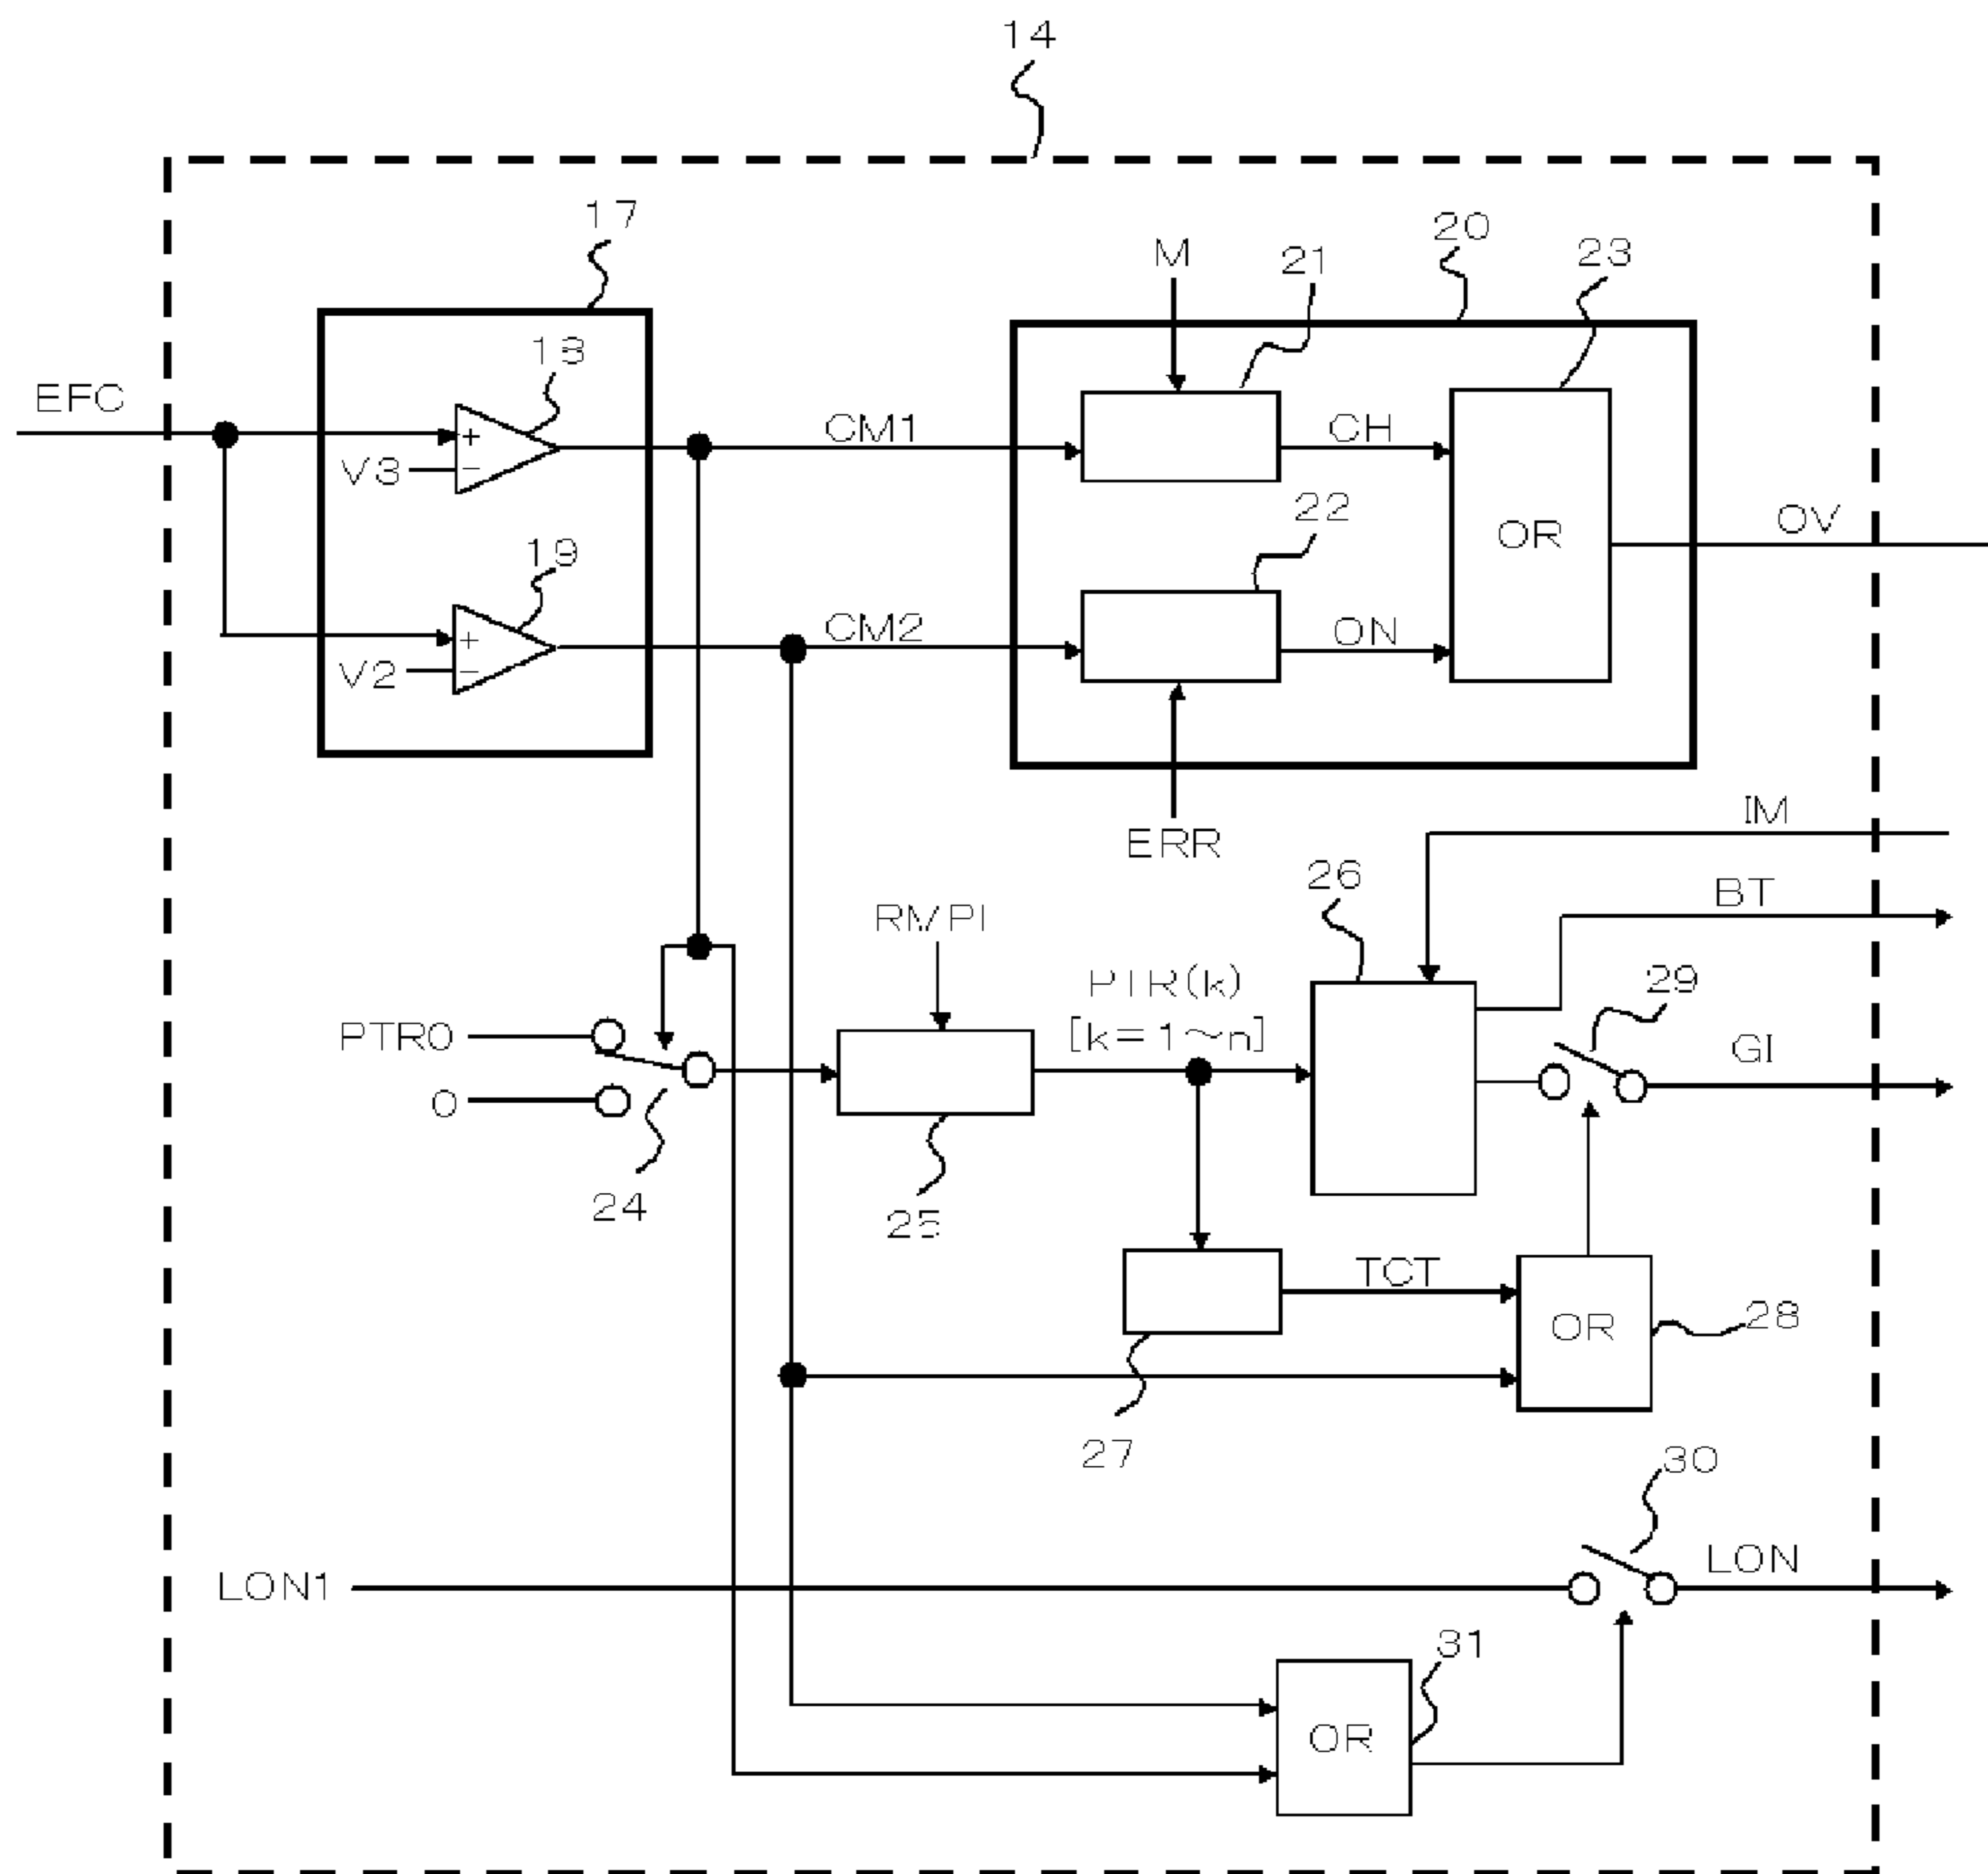 14
17
20
M
21
23
EFC
18
V3
CM1
CH
22
OR
OV
19
V2
CM2
ON
ERR
IM
26
BT
RMPI
PTR(k)
[k=1~n]
29
GI
PTR0
0
24
25
TCT
OR
28
27
30
LON1
LON
31
OR